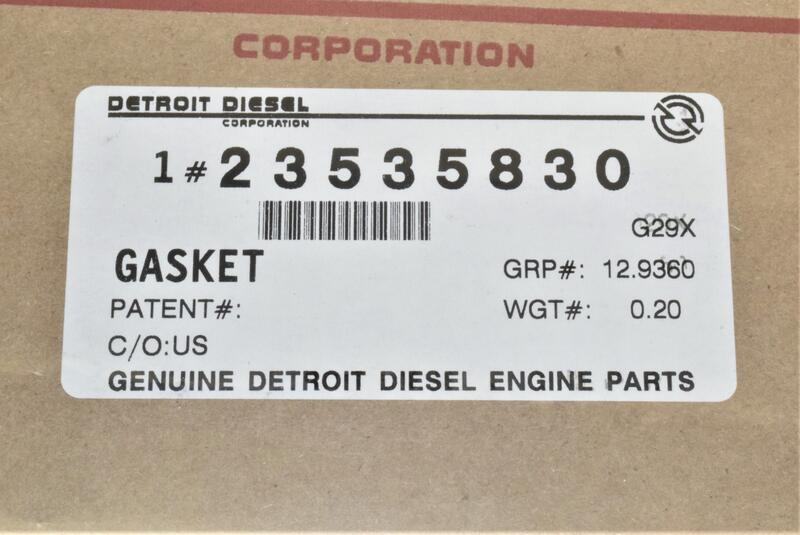 CORPORATION
DETROIT DIESEL
CORPORATION
1 # 23535830
G29X
GASKET
GRP#: 12.9360
PATENT#:
WGT#: 0.20
C/O:US
GENUINE DETROIT DIESEL ENGINE PARTS